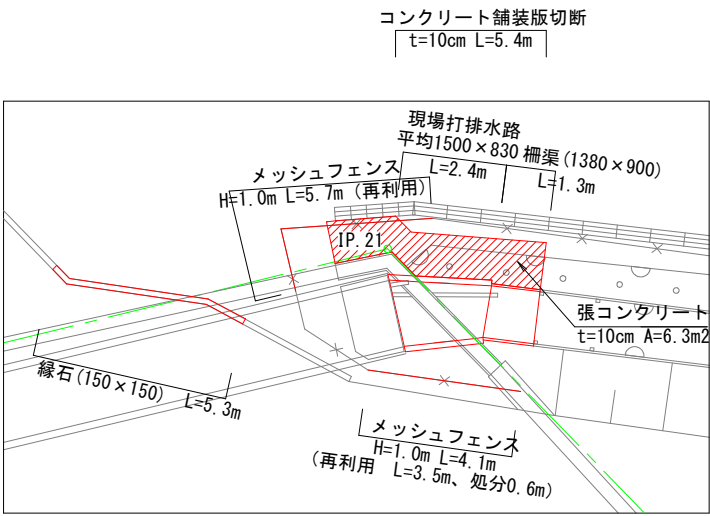 コンクリート舗装版切断
t=10cm L=5.4m
現場打排水路
平均1500×830
L=2.4m
柵渠(1380×900)
L=1.3m
メッシュフェンス
H=1.0m L=5.7m (再利用)
IP.21
張コンクリート
t=10cm A=6.3m2
縁石(150×150)
L=5.3m
メッシュフェンス
H=1.0m L=4.1m
(再利用 L=3.5m、処分0.6m)